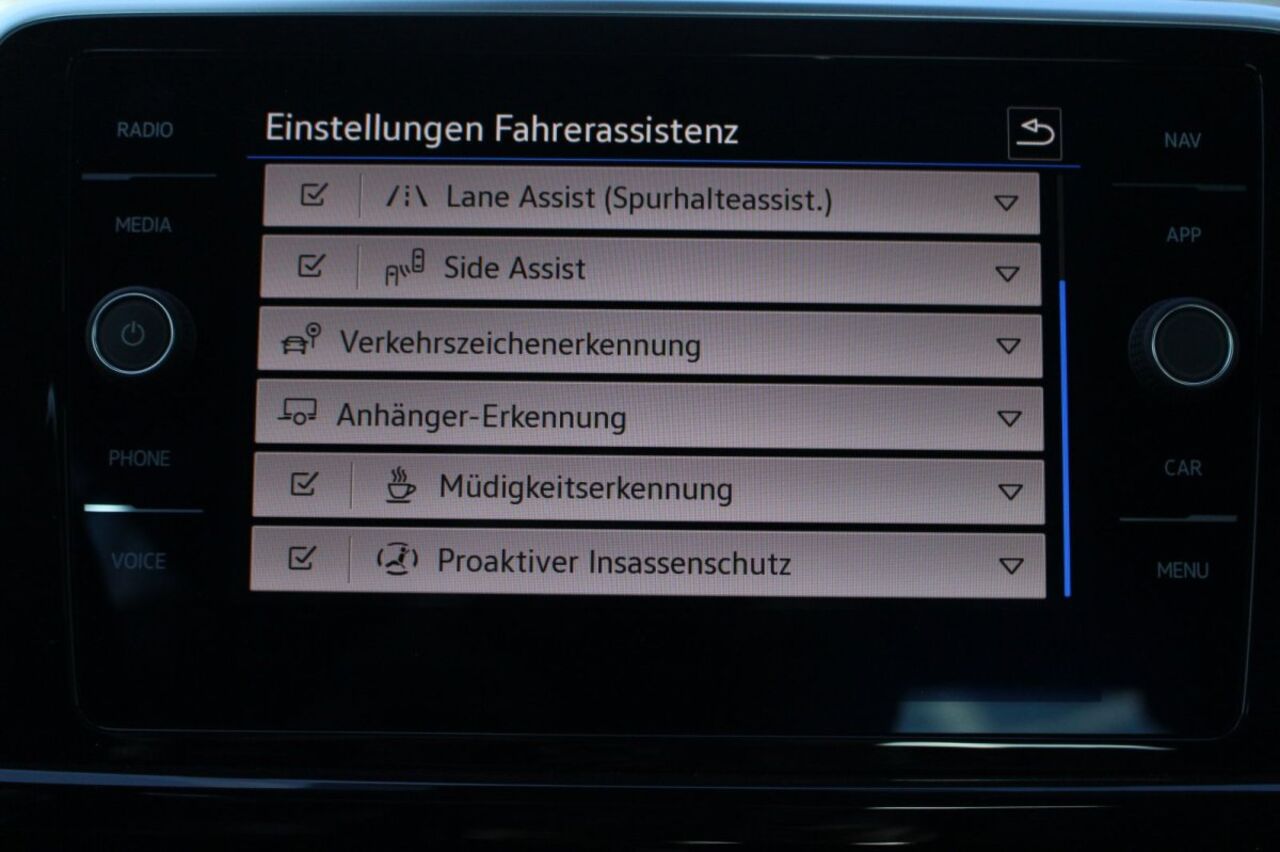 Einstellungen Fahrerassistenz
RADIO
MEDIA
PHONE
VOICE
Lane Assist (Spurhalteassist.)
Side Assist
Verkehrszeichenerkennung
Anhänger-Erkennung
Müdigkeitserkennung
Proaktiver Insassenschutz
NAV
APP
CAR
MENU